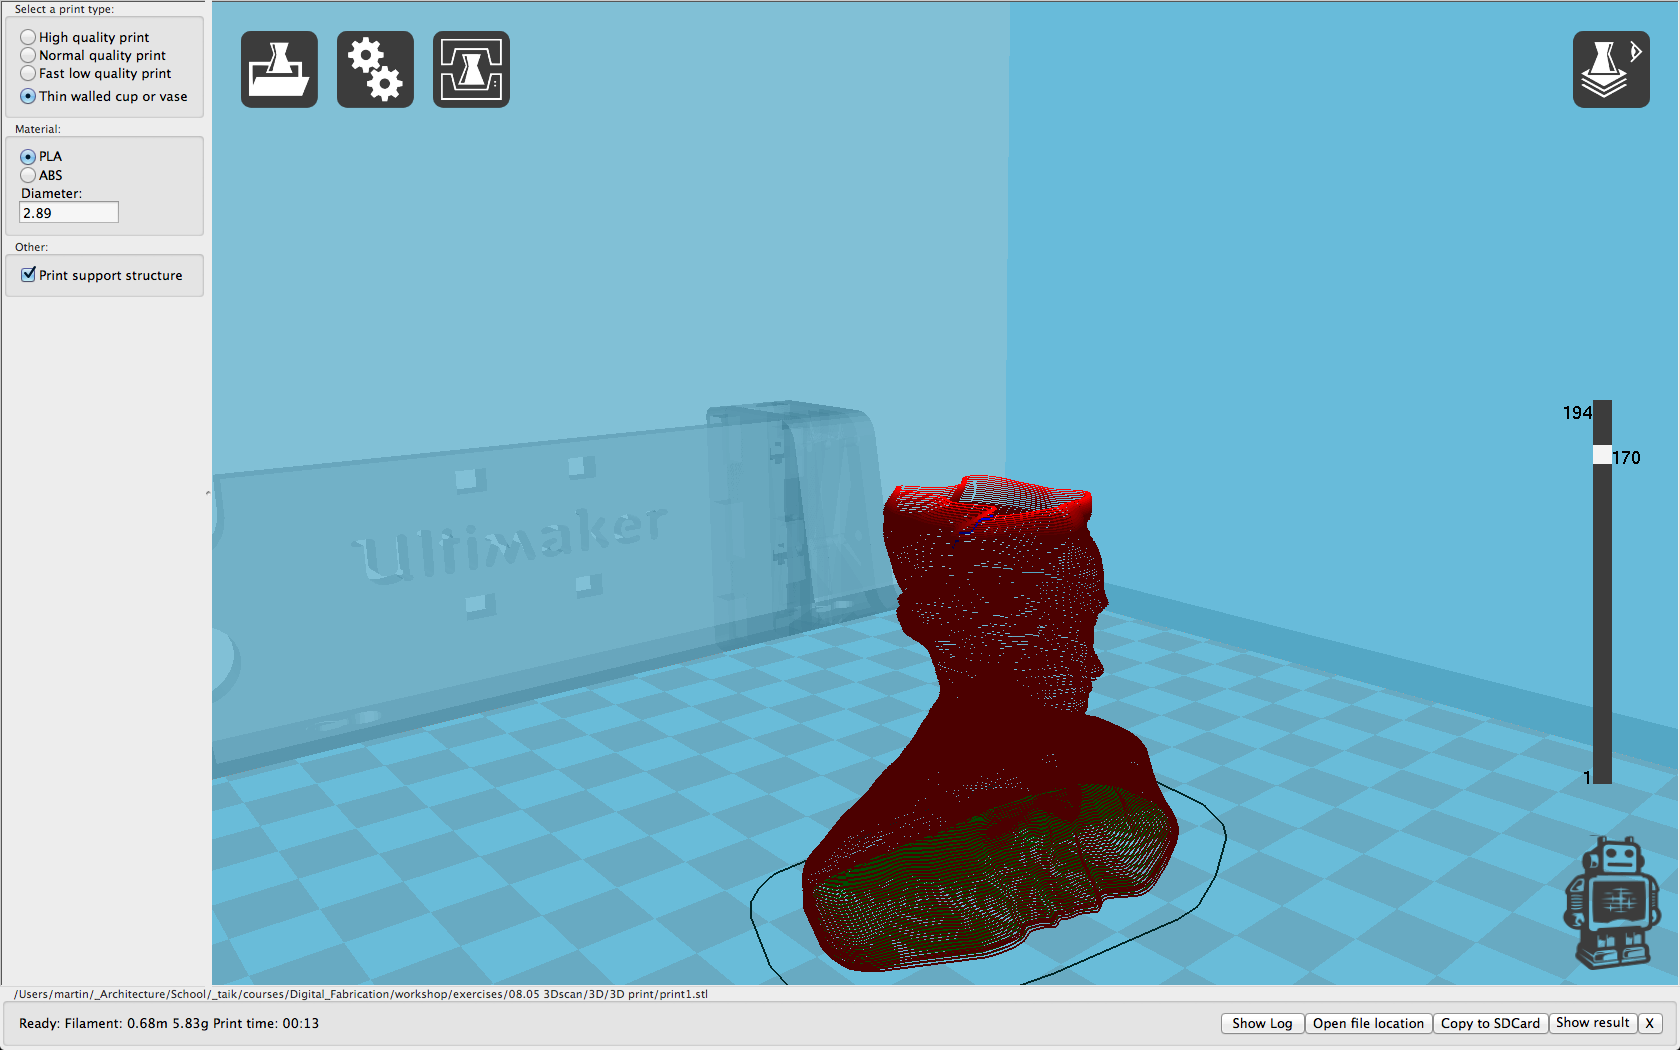 Select a print type:
High quality print
Normal quality print
Fast low quality print
Thin walled cup or vase
Material:
PLA
ABS
Diameter:
2.89
Other:
Print support structure
Ultimaker
194
170
1
/Users/martin/_Architecture/School/_taik/courses/Digital_Fabrication/workshop/exercises/08.05 3Dscan/3D/3D print/print1.stl
Ready: Filament: 0.68m 5.83g Print time: 00:13
Show Log
Open file location
Copy to SDCard
Show result
X